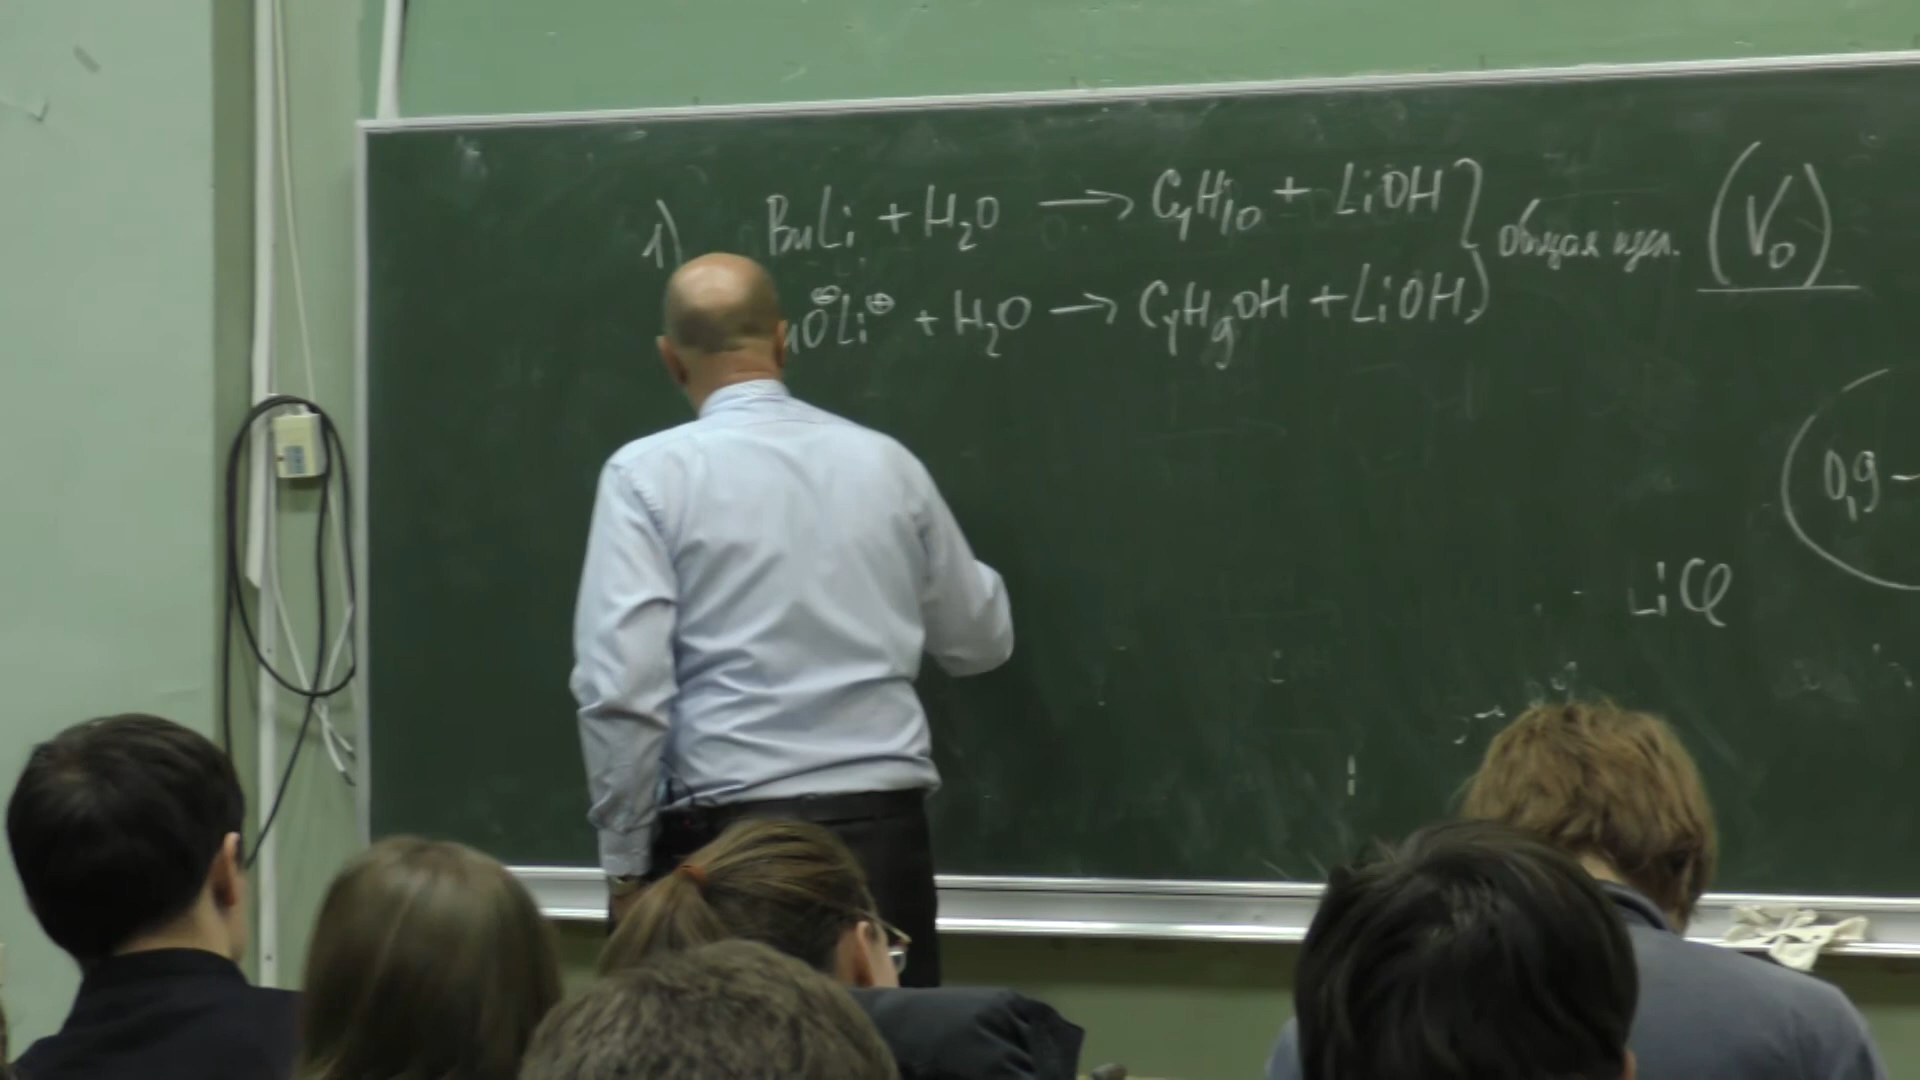 1) BuLi + H₂O → C₄H₁₀ + LiOH } общая щел. (V₀)
OLi + H₂O → C₄H₉OH + LiOH
0,9 -
LiCl